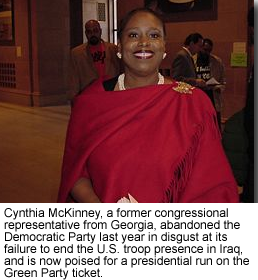 Cynthia McKinney, a former congressional
representative from Georgia, abandoned the
Democratic Party last year in disgust at its
failure to end the U.S. troop presence in Iraq,
and is now poised for a presidential run on the
Green Party ticket.